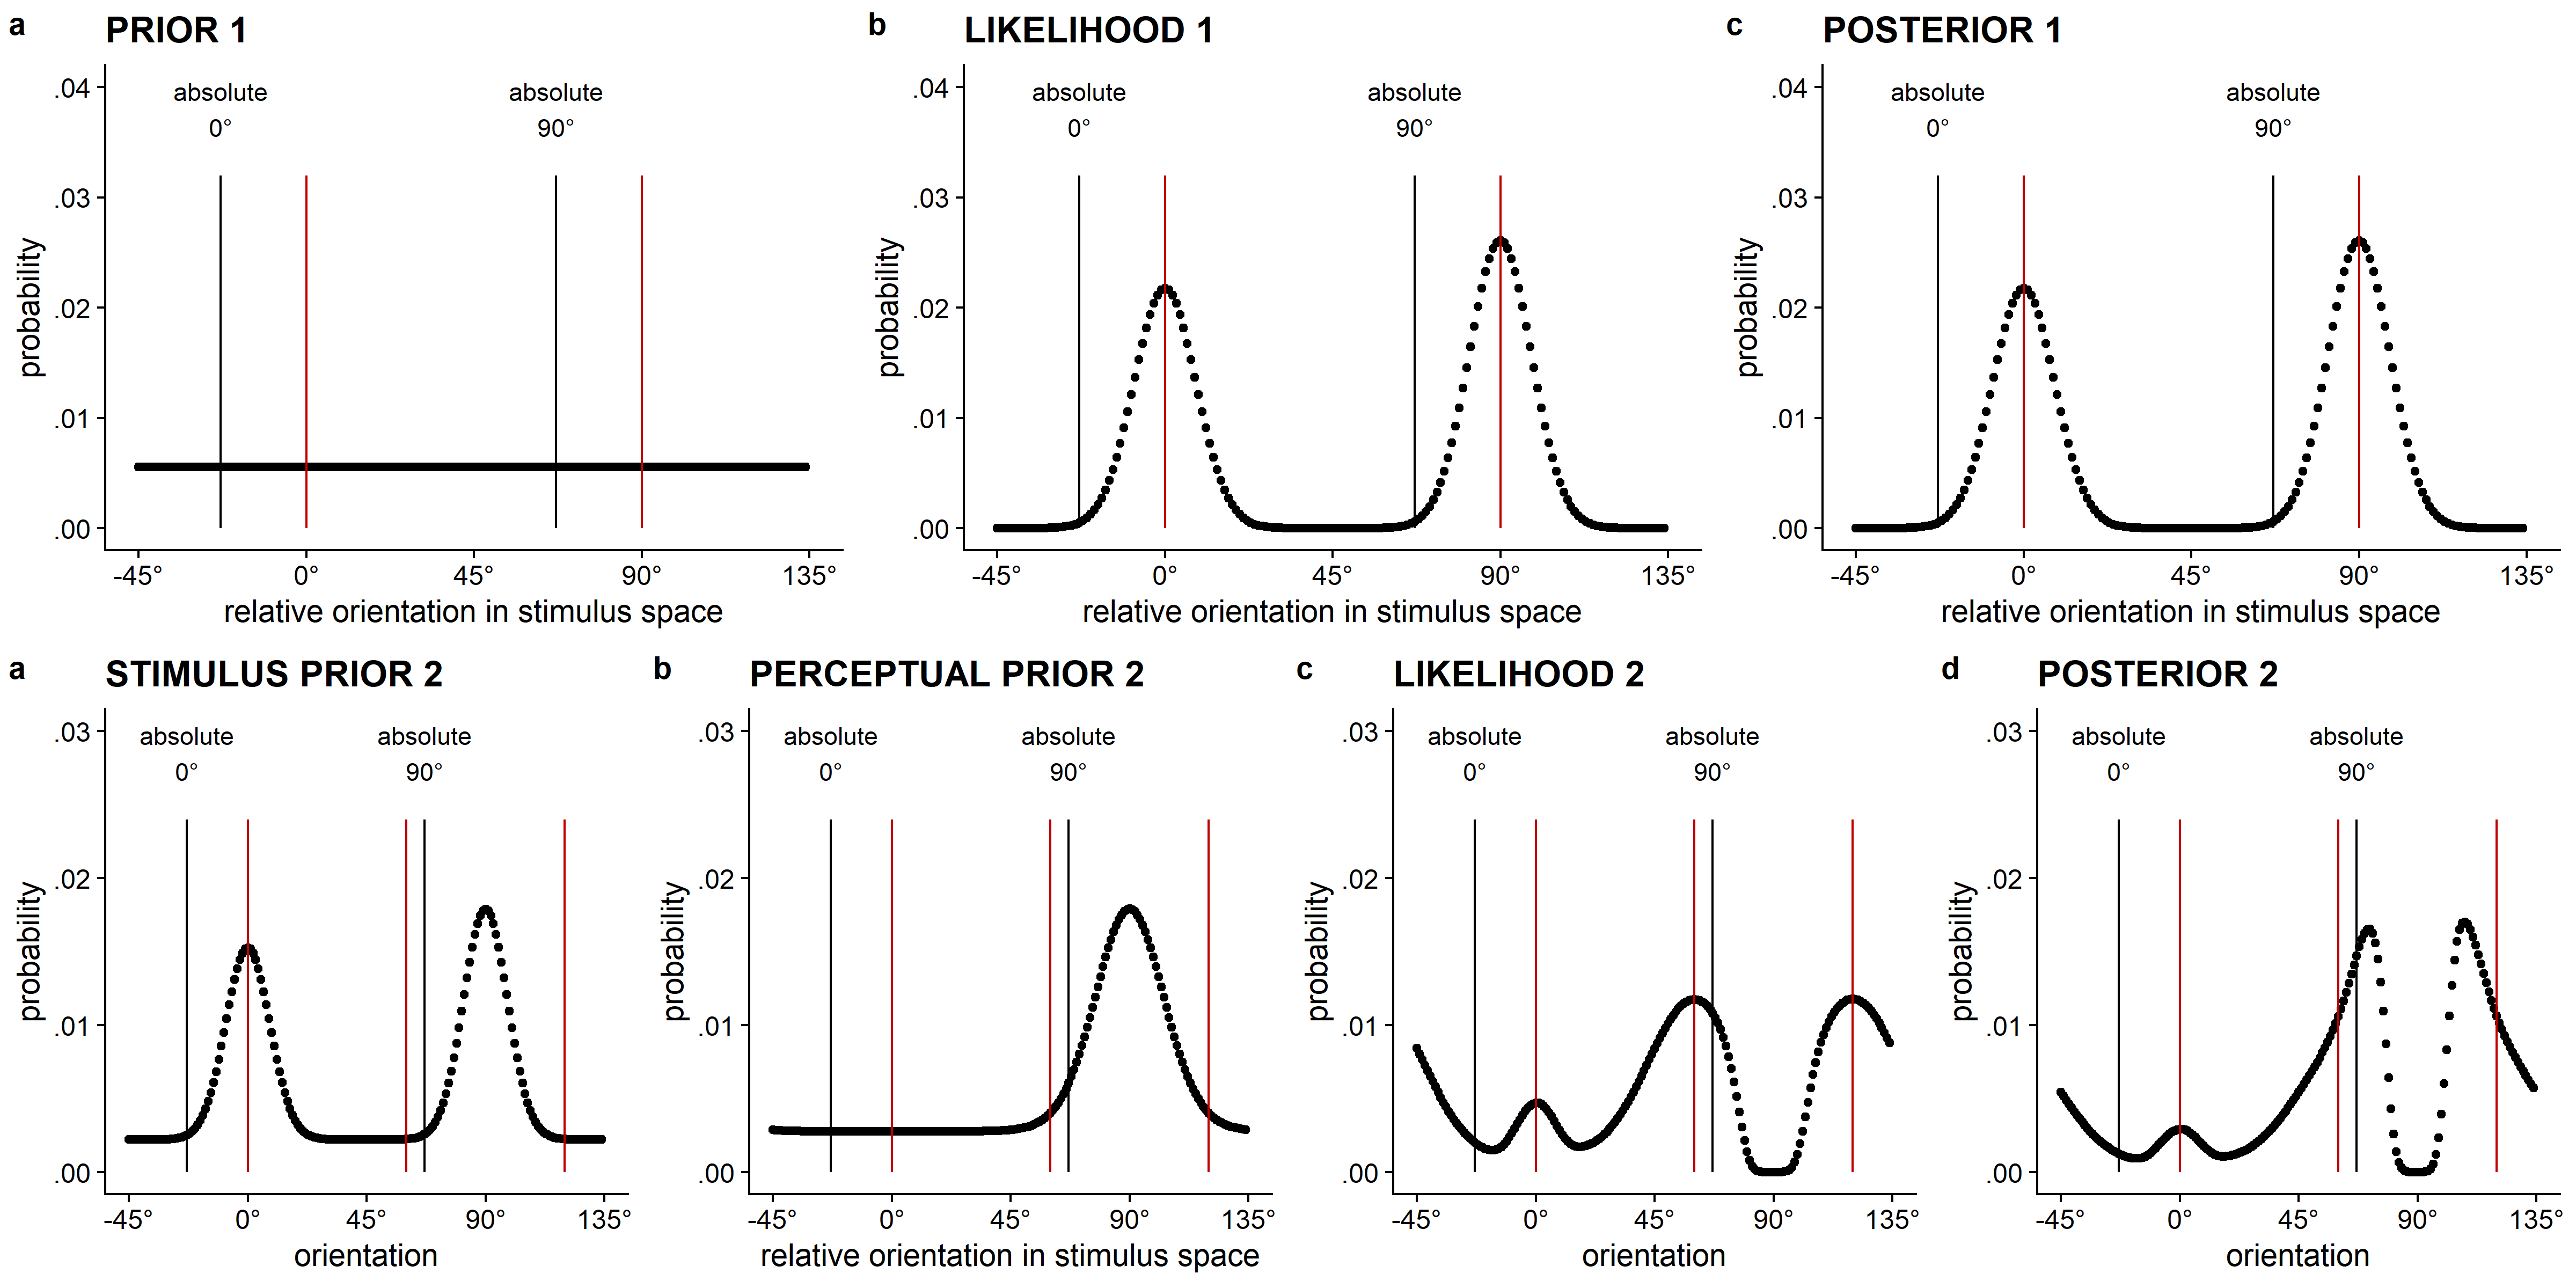 a PRIOR 1
.04
.03
.02
.01
.00
absolute
0°
absolute
90°
probability
-45° 0° 45° 90° 135°
relative orientation in stimulus space
b LIKELIHOOD 1
.04
.03
.02
.01
.00
absolute
0°
absolute
90°
probability
-45° 0° 45° 90° 135°
relative orientation in stimulus space
c POSTERIOR 1
.04
.03
.02
.01
.00
absolute
0°
absolute
90°
probability
-45° 0° 45° 90° 135°
relative orientation in stimulus space
a STIMULUS PRIOR 2
.03
.02
.01
.00
absolute
0°
absolute
90°
probability
-45° 0° 45° 90° 135°
orientation
b PERCEPTUAL PRIOR 2
.03
.02
.01
.00
absolute
0°
absolute
90°
probability
-45° 0° 45° 90° 135°
relative orientation in stimulus space
c LIKELIHOOD 2
.03
.02
.01
.00
absolute
0°
absolute
90°
probability
-45° 0° 45° 90° 135°
orientation
d POSTERIOR 2
.03
.02
.01
.00
absolute
0°
absolute
90°
probability
-45° 0° 45° 90° 135°
orientation